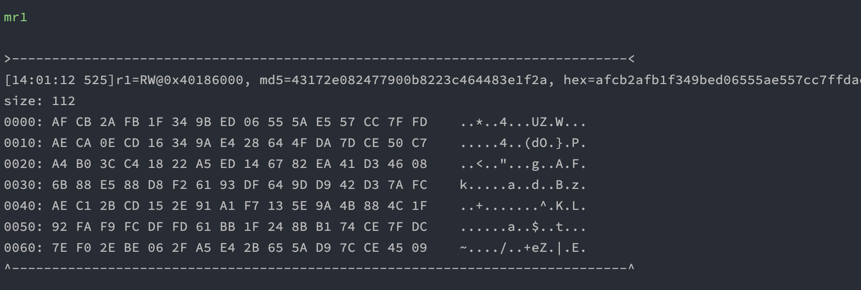 mr1
>-----------------------------------------------------------------------------<
[14:01:12 525]r1=RW@0x40186000, md5=43172e082477900b8223c464483e1f2a, hex=afcb2afb1f349bed06555ae557cc7ffdae
size: 112
0000: AF CB 2A FB 1F 34 9B ED 06 55 5A E5 57 CC 7F FD    ..*..4...UZ.W...
0010: AE CA 0E CD 16 34 9A E4 28 64 4F DA 7D CE 50 C7    .....4..(dO.}.P.
0020: A4 B0 3C C4 18 22 A5 ED 14 67 82 EA 41 D3 46 08    ..<.."...g..A.F.
0030: 6B 88 E5 88 D8 F2 61 93 DF 64 9D D9 42 D3 7A FC    k.....a..d..B.z.
0040: AE C1 2B CD 15 2E 91 A1 F7 13 5E 9A 4B 88 4C 1F    ..+.......^.K.L.
0050: 92 FA F9 FC DF FD 61 BB 1F 24 8B B1 74 CE 7F DC    ......a..$..t...
0060: 7E F0 2E BE 06 2F A5 E4 2B 65 5A D9 7C CE 45 09    ~..../..+eZ.|.E.
^-----------------------------------------------------------------------------^